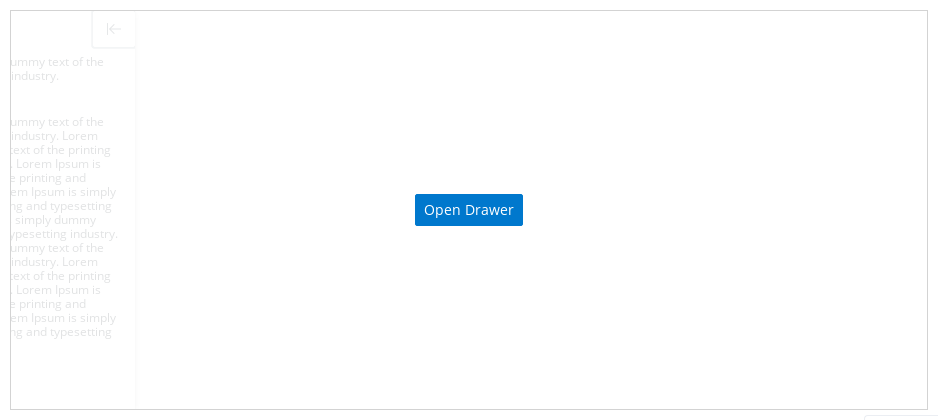 ummy text of the
industry.
ummy text of the
industry. Lorem
text of the printing
. Lorem Ipsum is
e printing and
em Ipsum is simply
ng and typesetting
simply dummy
ypesetting industry.
ummy text of the
industry. Lorem
text of the printing
. Lorem Ipsum is
e printing and
em Ipsum is simply
ng and typesetting
Open Drawer